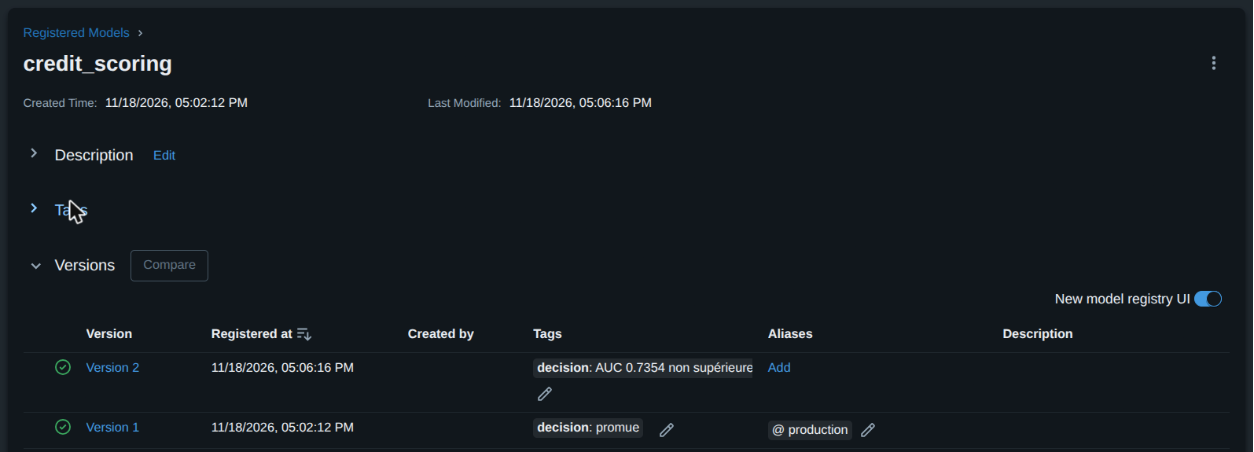 Registered Models
credit_scoring
Created Time: 11/18/2026, 05:02:12 PM Last Modified: 11/18/2026, 05:06:16 PM
Description Edit
Versions Compare
New model registry UI
Version Registered at Created by Tags Aliases Description
Version 2 11/18/2026, 05:06:16 PM decision: AUC 0.7354 non supérieure Add
Version 1 11/18/2026, 05:02:12 PM decision: promue @ production